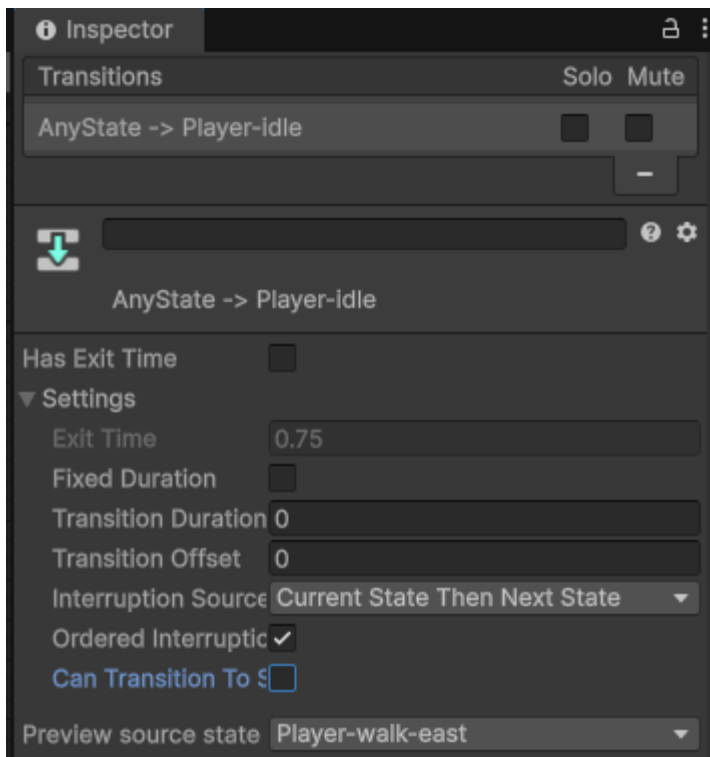 Inspector
Transitions Solo Mute
AnyState -> Player-idle
AnyState -> Player-idle
Has Exit Time
Settings
Exit Time 0.75
Fixed Duration
Transition Duration 0
Transition Offset 0
Interruption Source Current State Then Next State
Ordered Interruptic
Can Transition To S
Preview source state Player-walk-east